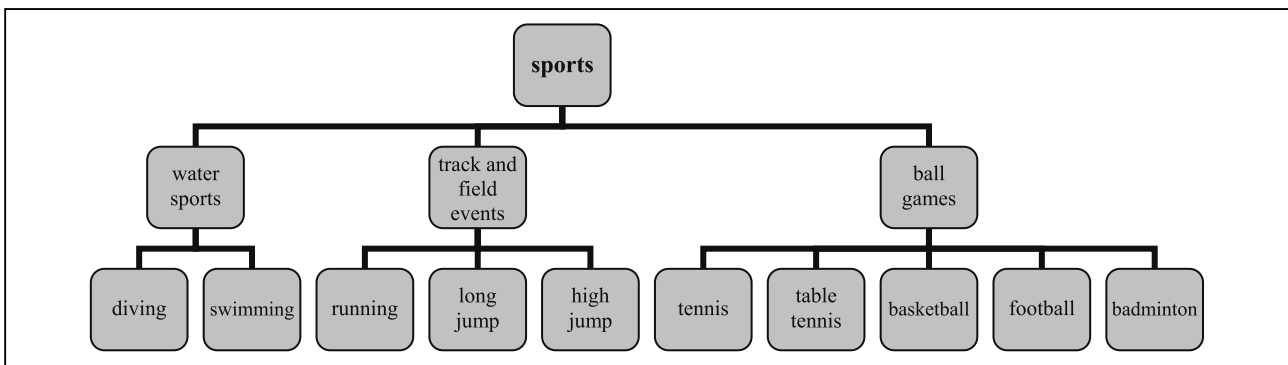 sports
water
sports
track and
field
events
ball
games
diving
swimming
running
long
jump
high
jump
tennis
table
tennis
basketball
football
badminton